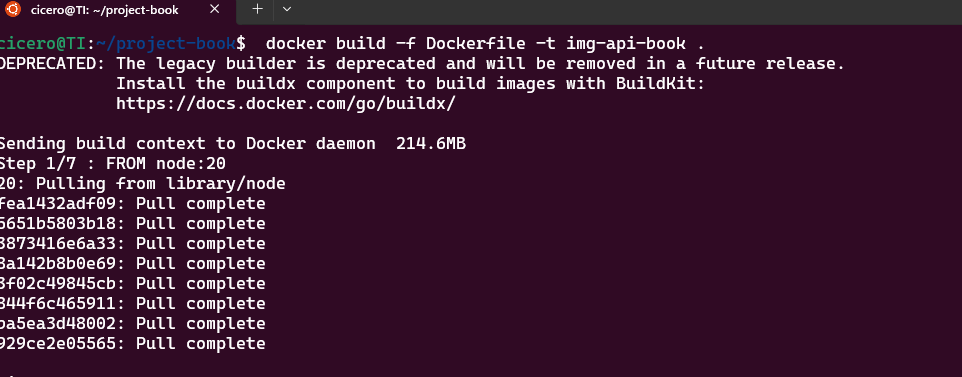 cicero@TI: ~/project-book
cicero@TI:~/project-book$ docker build -f Dockerfile -t img-api-book .
DEPRECATED: The legacy builder is deprecated and will be removed in a future release.
Install the buildx component to build images with BuildKit:
https://docs.docker.com/go/buildx/
Sending build context to Docker daemon 214.6MB
Step 1/7 : FROM node:20
20: Pulling from library/node
fea1432adf09: Pull complete
5651b5803b18: Pull complete
3873416e6a33: Pull complete
3a142b8b0e69: Pull complete
3f02c49845cb: Pull complete
844f6c465911: Pull complete
ba5ea3d48002: Pull complete
929ce2e05565: Pull complete